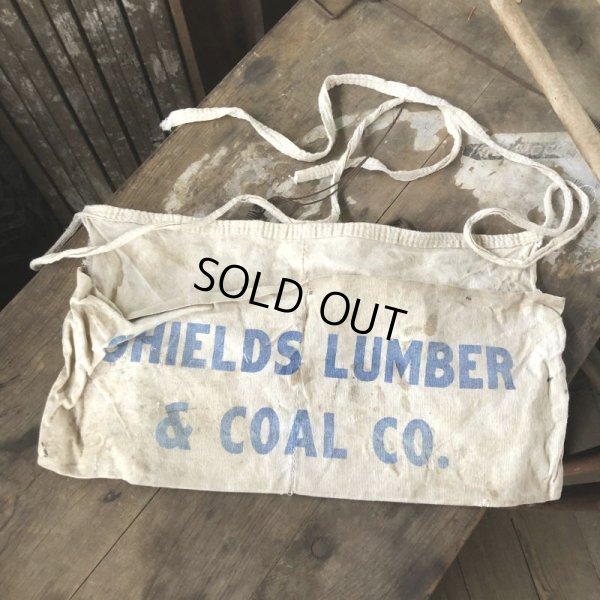 SOLD OUT
SHIELDS LUMBER
& COAL CO.